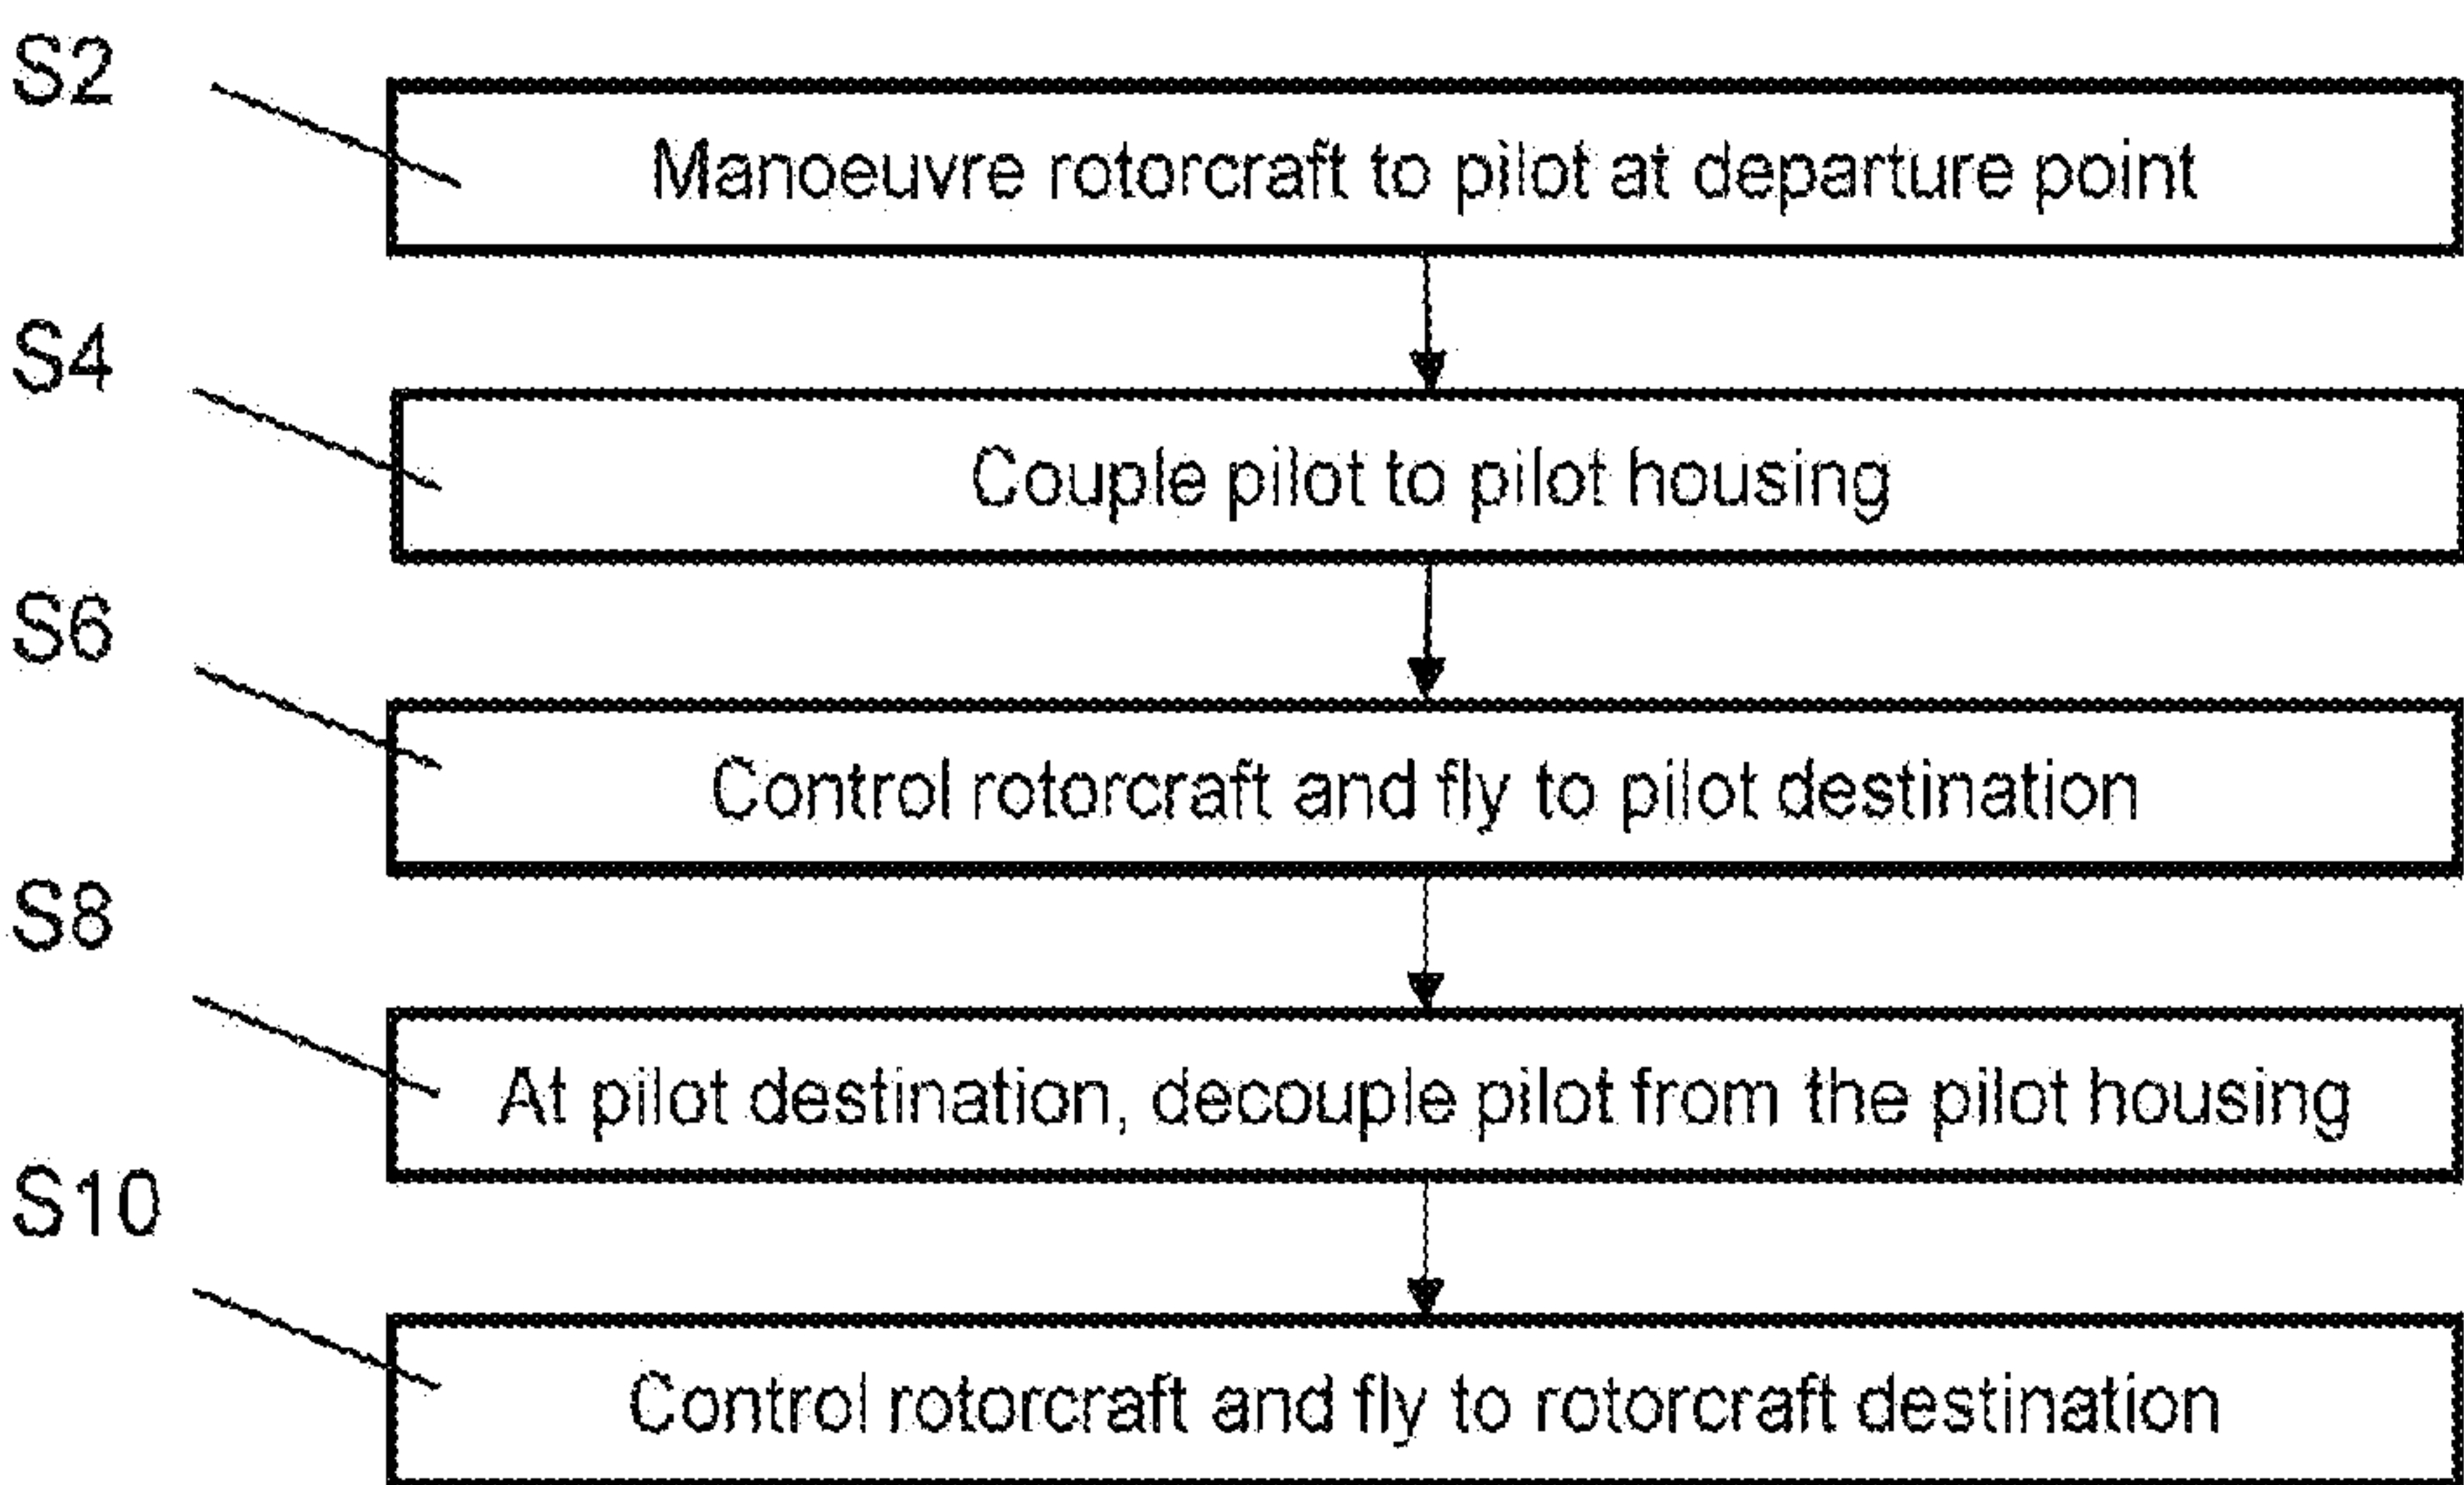 S2
Manoeuvre rotorcraft to pilot at departure point
S4
Couple pilot to pilot housing
S6
Control rotorcraft and fly to pilot destination
S8
At pilot destination, decouple pilot from the pilot housing
S10
Control rotorcraft and fly to rotorcraft destination